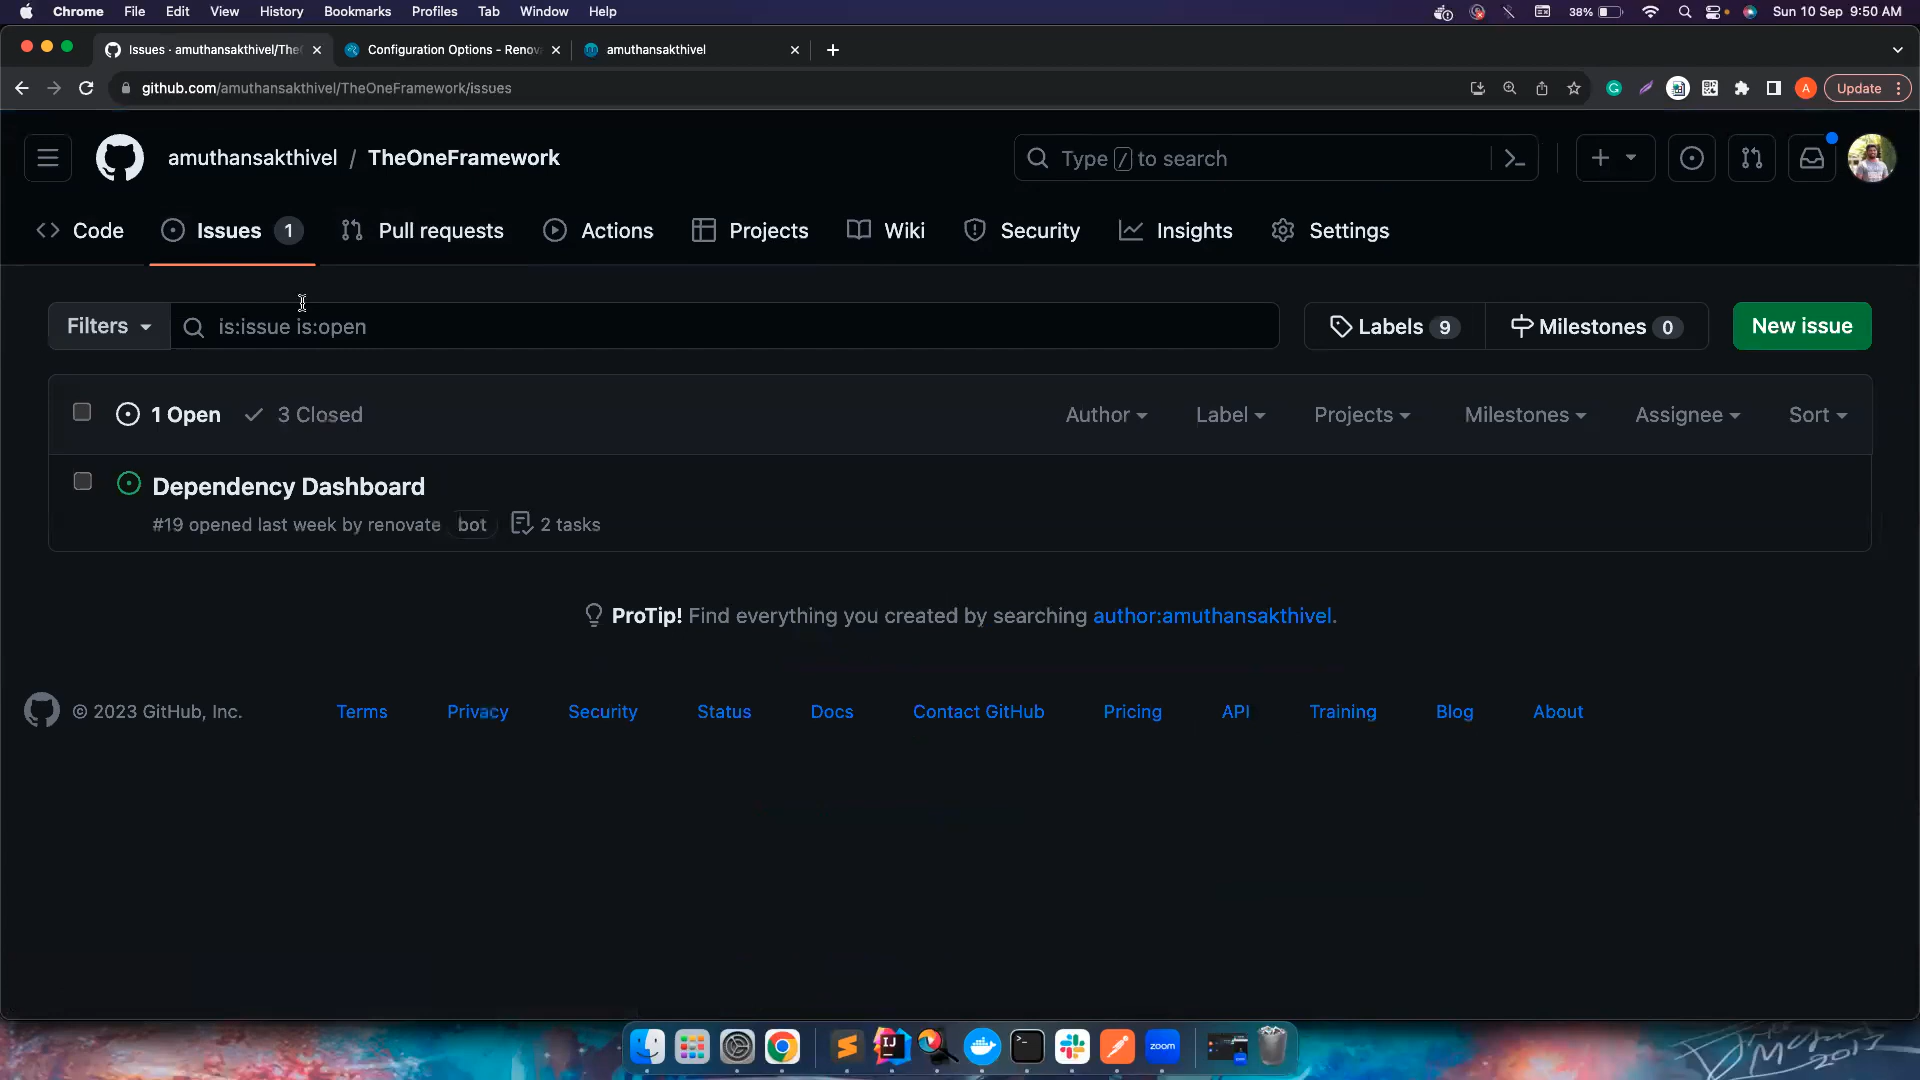 Chrome File Edit View History Bookmarks Profiles Tab Window Help 38% Sun 10 Sep 9:50 AM
Issues · amuthansakthivel/The Configuration Options - Renov amuthansakthivel
github.com/amuthansakthivel/TheOneFramework/issues Update
amuthansakthivel / TheOneFramework Type / to search
Code Issues 1 Pull requests Actions Projects Wiki Security Insights Settings
Filters is:issue is:open Labels 9 Milestones 0 New issue
1 Open 3 Closed Author Label Projects Milestones Assignee Sort
Dependency Dashboard
#19 opened last week by renovate bot 2 tasks
ProTip! Find everything you created by searching author:amuthansakthivel.
© 2023 GitHub, Inc. Terms Privacy Security Status Docs Contact GitHub Pricing API Training Blog About
zoom
2017